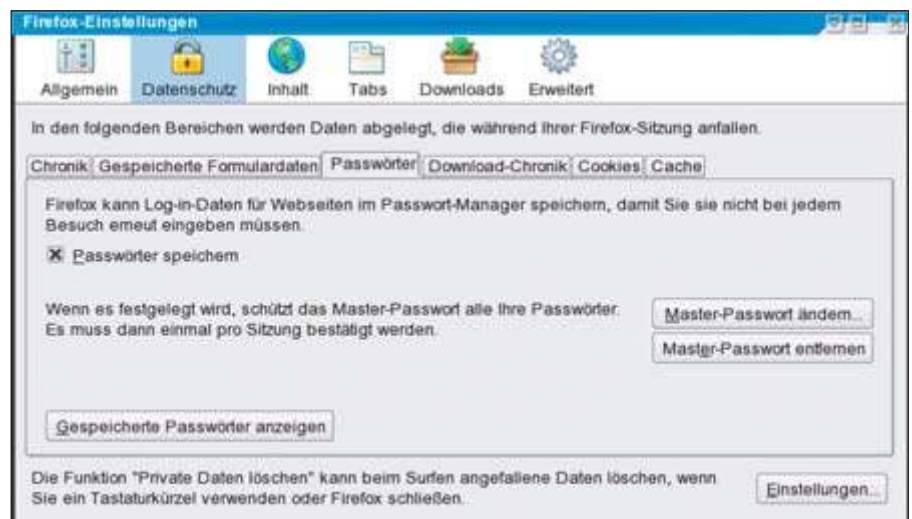 Firefox-Einstellungen
Allgemein Datenschutz Inhalt Tabs Downloads Erweitert
In den folgenden Bereichen werden Daten abgelegt, die während Ihrer Firefox-Sitzung anfallen.
Chronik Gespeicherte Formulardaten Passwörter Download-Chronik Cookies Cache
Firefox kann Log-in-Daten für Webseiten im Passwort-Manager speichern, damit Sie sie nicht bei jedem
Besuch erneut eingeben müssen.
Passwörter speichern
Wenn es festgelegt wird, schützt das Master-Passwort alle Ihre Passwörter.
Es muss dann einmal pro Sitzung bestätigt werden.
Master-Passwort ändern...
Master-Passwort entfernen
Gespeicherte Passwörter anzeigen
Die Funktion "Private Daten löschen" kann beim Surfen angefallene Daten löschen, wenn
Sie ein Tastaturkürzel verwenden oder Firefox schließen.
Einstellungen...